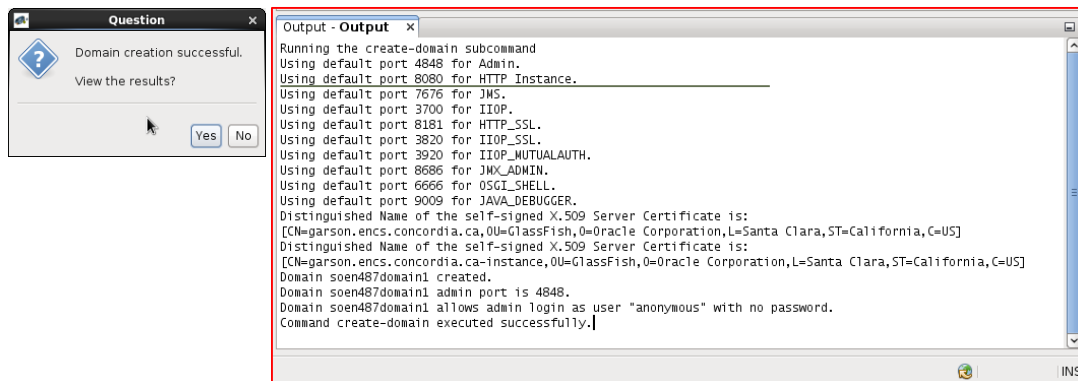 Question
Domain creation successful.
View the results?
Yes No
Output - Output
Running the create-domain subcommand
Using default port 4848 for Admin.
Using default port 8080 for HTTP Instance.
Using default port 7676 for JMS.
Using default port 3700 for IIOP.
Using default port 8181 for HTTP_SSL.
Using default port 3820 for IIOP_SSL.
Using default port 3920 for IIOP_MUTUALAUTH.
Using default port 8686 for JMX_ADMIN.
Using default port 6666 for OSGI_SHELL.
Using default port 9009 for JAVA_DEBUGGER.
Distinguished Name of the self-signed X.509 Server Certificate is:
[CN=garson.encs.concordia.ca,OU=GlassFish,O=Oracle Corporation,L=Santa Clara,ST=California,C=US]
Distinguished Name of the self-signed X.509 Server Certificate is:
[CN=garson.encs.concordia.ca-instance,OU=GlassFish,O=Oracle Corporation,L=Santa Clara,ST=California,C=US]
Domain soen487domain1 created.
Domain soen487domain1 admin port is 4848.
Domain soen487domain1 allows admin login as user "anonymous" with no password.
Command create-domain executed successfully.
INS